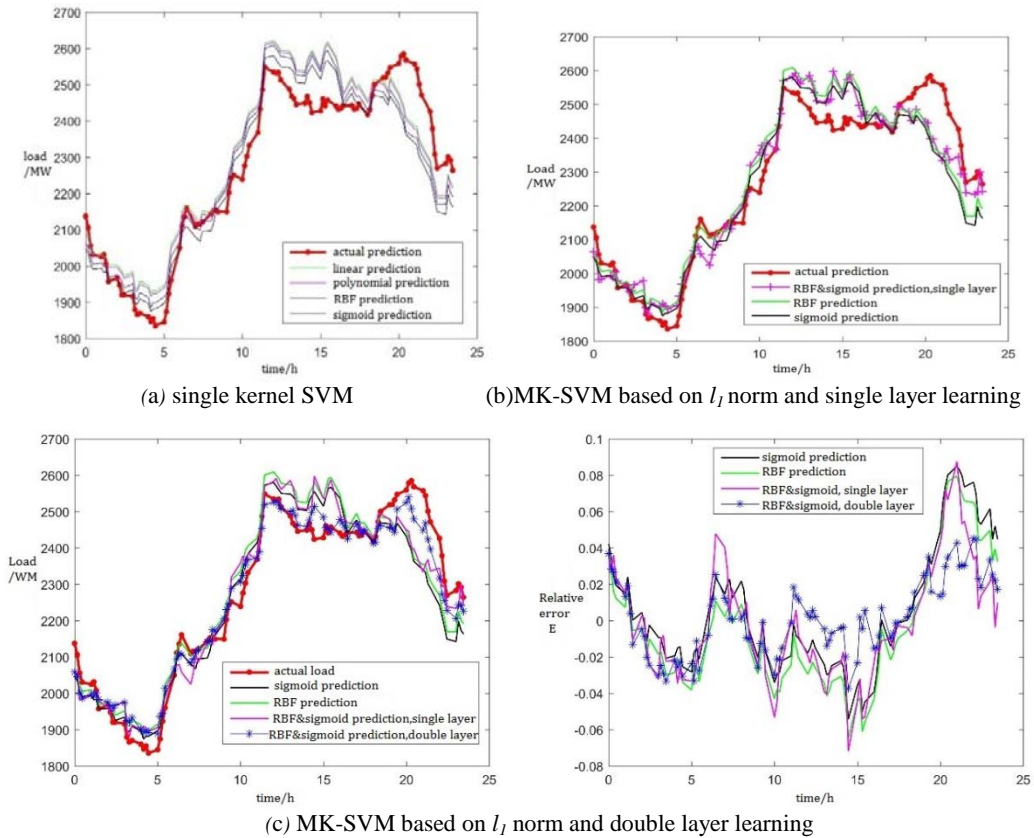 2700
2600
2500
2400
2300
2200
2100
2000
1900
1800
load
/MW
0
5
10
15
20
25
time/h
actual prediction
linear prediction
polynomial prediction
RBF prediction
sigmoid prediction
(a) single kernel SVM
2700
2600
2500
2400
2300
2200
2100
2000
1900
1800
Load
/MW
0
5
10
15
20
25
time/h
actual prediction
RBF&sigmoid prediction,single layer
RBF prediction
sigmoid prediction
(b)MK-SVM based on l1 norm and single layer learning
2700
2600
2500
2400
2300
2200
2100
2000
1900
1800
Load
/WM
0
5
10
15
20
25
time/h
actual load
sigmoid prediction
RBF prediction
RBF&sigmoid prediction,single layer
RBF&sigmoid prediction,double layer
0.1
0.08
0.06
0.04
0.02
0
-0.02
-0.04
-0.06
-0.08
Relative
error
E
0
5
10
15
20
25
time/h
sigmoid prediction
RBF prediction
RBF&sigmoid, single layer
RBF&sigmoid, double layer
(c) MK-SVM based on l1 norm and double layer learning